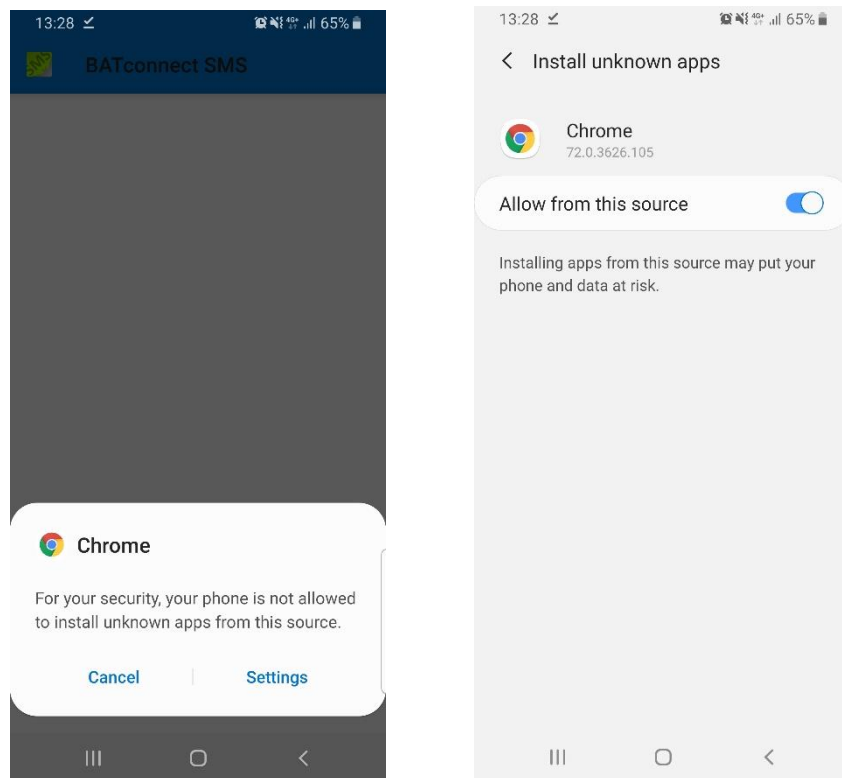 13:28 65%
BATconnect SMS
Chrome
For your security, your phone is not allowed
to install unknown apps from this source.
Cancel Settings
13:28 65%
Install unknown apps
Chrome
72.0.3626.105
Allow from this source
Installing apps from this source may put your
phone and data at risk.